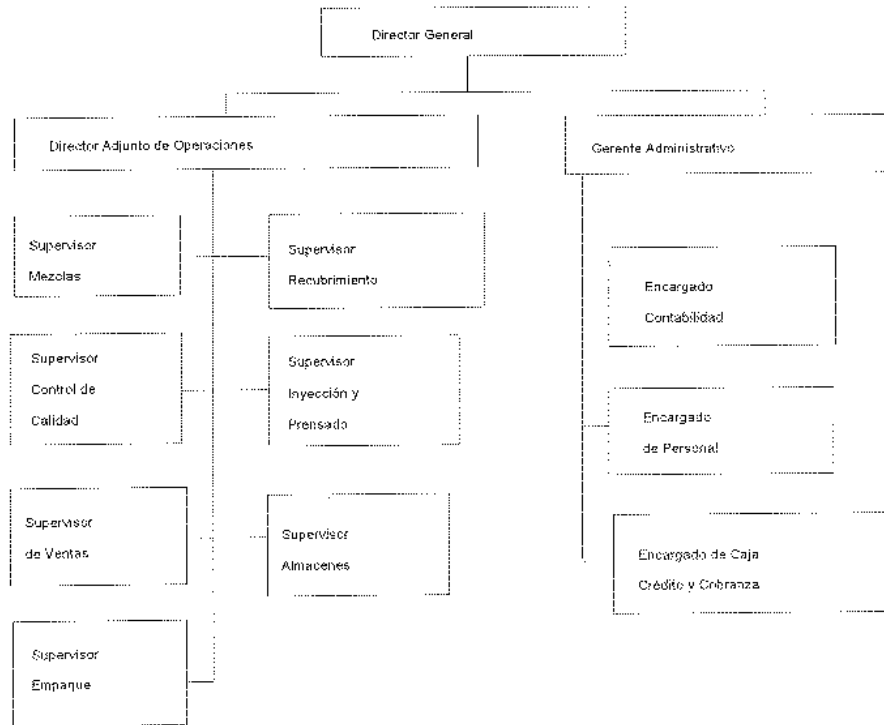 Director General
Director Adjunto de Operaciones
Gerente Administrativo
Supervisor
Mezclas
Supervisor
Recubrimiento
Encargado
Contabilidad
Supervisor
Control de
Calidad
Supervisor
Inyección y
Prensado
Encargado
de Personal
Supervisor
de Ventas
Supervisor
Almacenes
Encargado de Caja
Crédito y Cobranza
Supervisor
Empaque